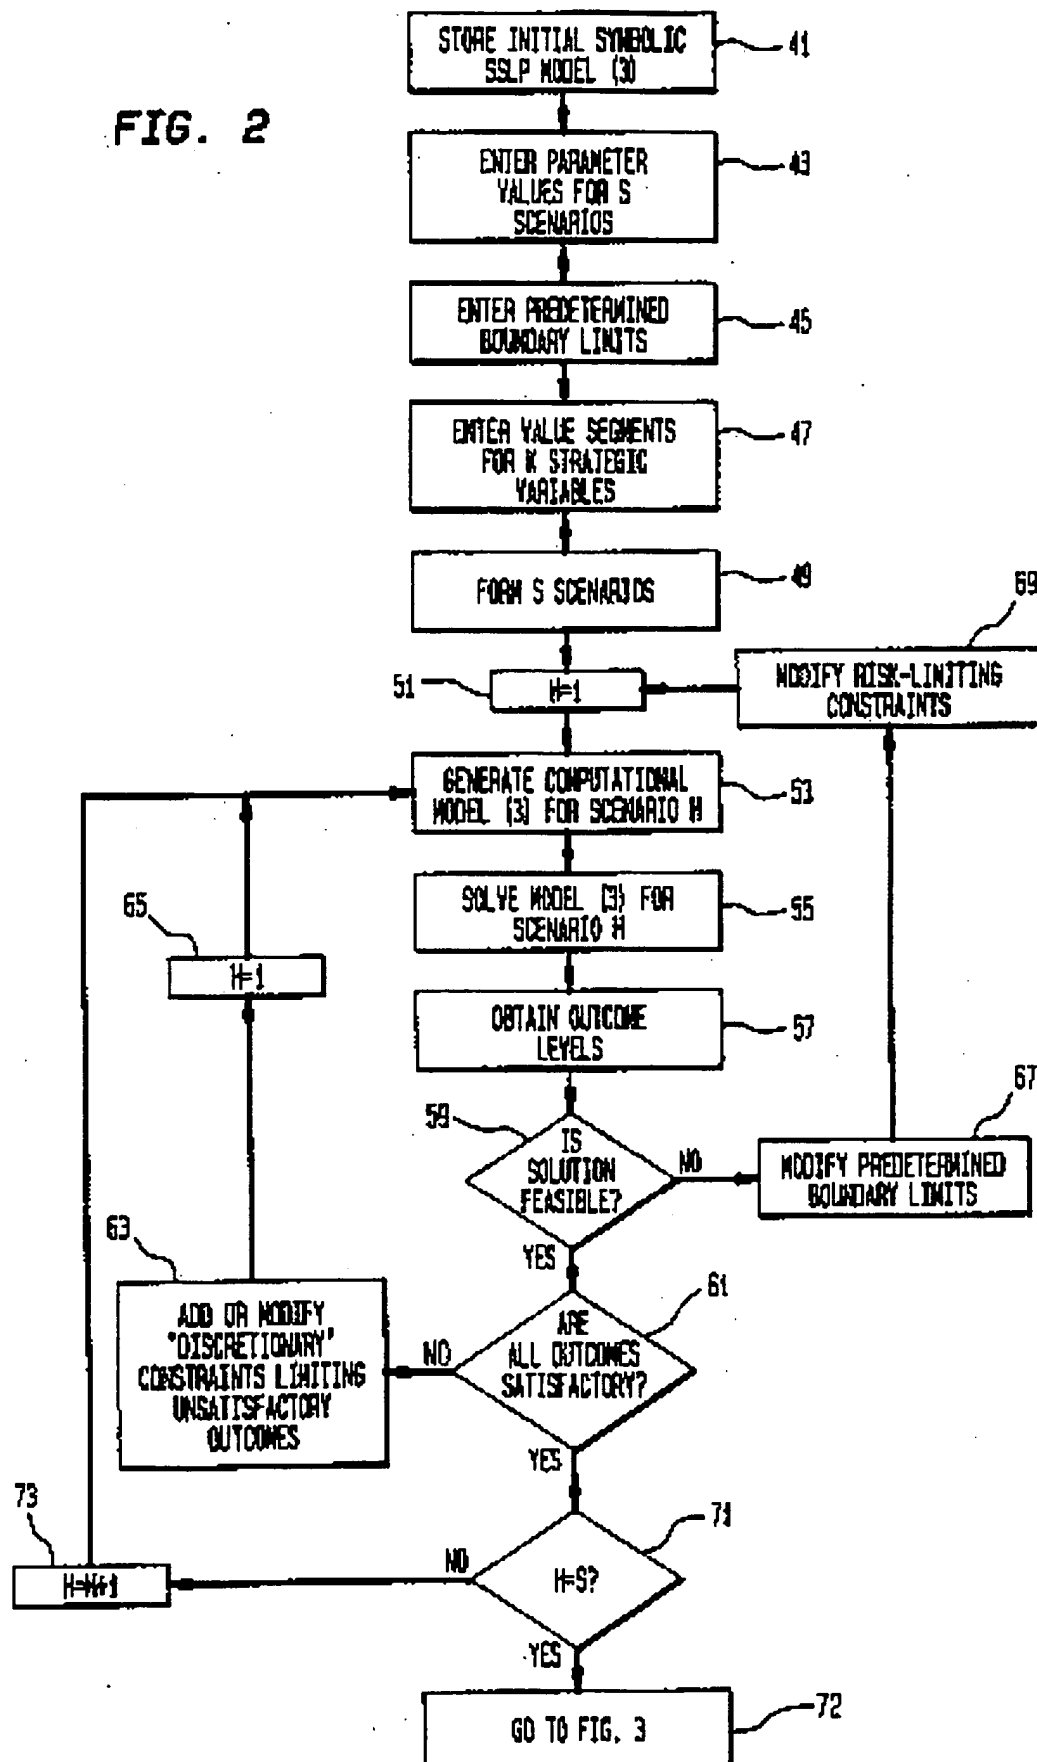 FIG. 2
STORE INITIAL SYMBOLIC
SSLP MODEL (3)
41
ENTER PARAMETER
VALUES FOR S
SCENARIOS
43
ENTER PREDETERMINED
BOUNDARY LIMITS
45
ENTER VALUE SEGMENTS
FOR K STRATEGIC
VARIABLES
47
FORM S SCENARIOS
49
51
H=1
69
MODIFY RISK-LIMITING
CONSTRAINTS
GENERATE COMPUTATIONAL
MODEL (3) FOR SCENARIO H
53
SOLVE MODEL (3) FOR
SCENARIO H
55
65
H=1
OBTAIN OUTCOME
LEVELS
57
59
IS
SOLUTION
FEASIBLE?
NO
YES
67
MODIFY PREDETERMINED
BOUNDARY LIMITS
63
ADD OR MODIFY
"DISCRETIONARY"
CONSTRAINTS LIMITING
UNSATISFACTORY
OUTCOMES
61
ARE
ALL OUTCOMES
SATISFACTORY?
NO
YES
73
H=H+1
71
H=S?
NO
YES
GO TO FIG. 3
72